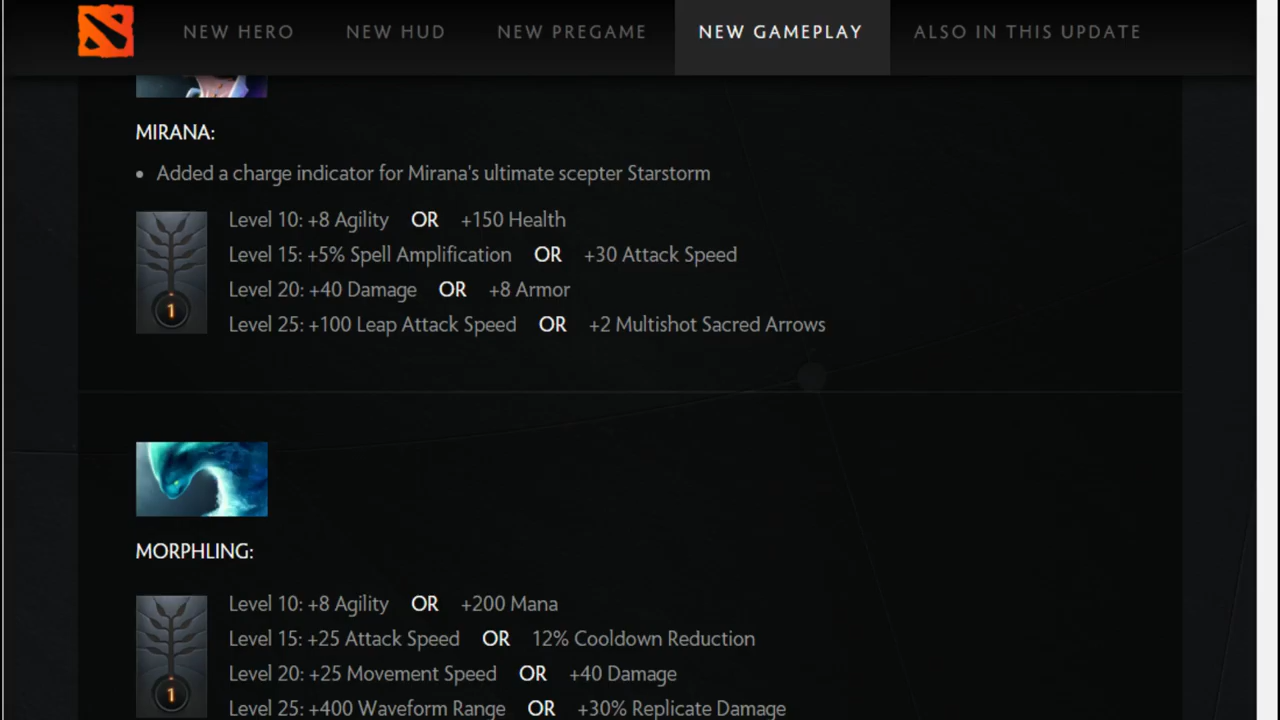 NEW HERO NEW HUD NEW PREGAME NEW GAMEPLAY ALSO IN THIS UPDATE
MIRANA:
• Added a charge indicator for Mirana's ultimate scepter Starstorm
Level 10: +8 Agility OR +150 Health
Level 15: +5% Spell Amplification OR +30 Attack Speed
Level 20: +40 Damage OR +8 Armor
Level 25: +100 Leap Attack Speed OR +2 Multishot Sacred Arrows
1
MORPHLING:
Level 10: +8 Agility OR +200 Mana
Level 15: +25 Attack Speed OR 12% Cooldown Reduction
Level 20: +25 Movement Speed OR +40 Damage
Level 25: +400 Waveform Range OR +30% Replicate Damage
1